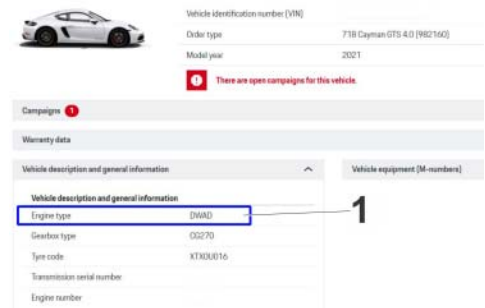 Vehicle identification number (VIN)
Order type 718 Cayman GTS 4.0 (982160)
Model year 2021
There are open campaigns for this vehicle.
Campaigns 1
Warranty data
Vehicle description and general information
Vehicle equipment (M-numbers)
Vehicle description and general information
Engine type DWAD
1
Gearbox type CG270
Tyre code XTX0U016
Transmission serial number
Engine number